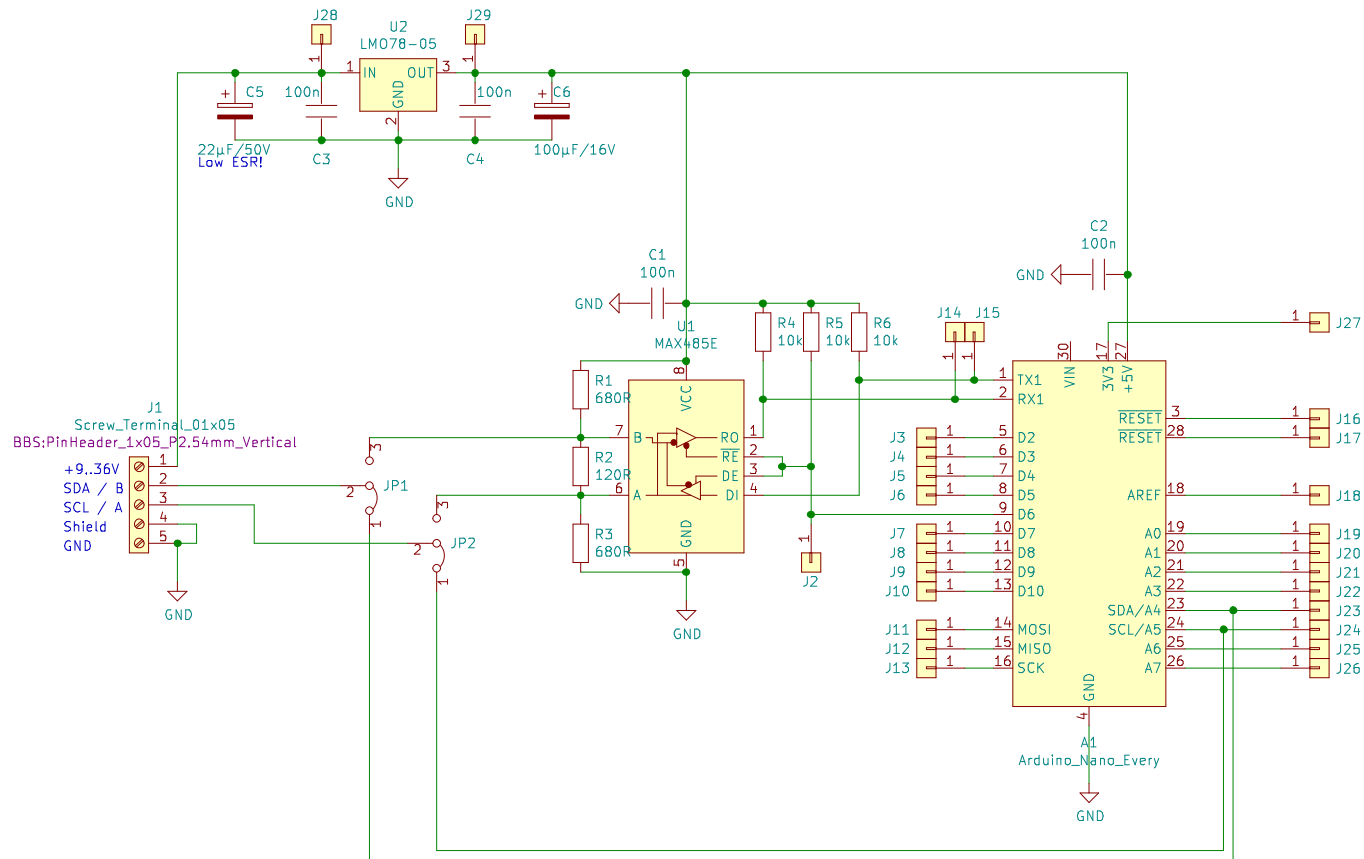 J28
J29
U2
LMO78-05
1
1
1
IN
OUT
3
GND
2
+
C5
100n
100n
+
C6
22µF/50V
Low ESR!
C3
C4
100µF/16V
GND
C1
100n
GND
C2
100n
GND
U1
MAX485E
R4
10k
R5
10k
R6
10k
J14
J15
1
1
1
J27
30
17
27
VIN
3V3
+5V
8
VCC
R1
680R
R2
120R
R3
680R
7
B
6
A
RO
1
RE
2
DE
3
DI
4
GND
5
GND
1
J2
J1
Screw_Terminal_01x05
BBS:PinHeader_1x05_P2.54mm_Vertical
+9..36V
1
SDA / B
2
SCL / A
3
Shield
4
GND
5
GND
3
2
JP1
1
3
2
JP2
1
1
TX1
2
RX1
J3
1
5
D2
J4
1
6
D3
J5
1
7
D4
J6
1
8
D5
9
D6
J7
1
10
D7
J8
1
11
D8
J9
1
12
D9
J10
1
13
D10
J11
1
14
MOSI
J12
1
15
MISO
J13
1
16
SCK
RESET
3
1
J16
RESET
28
1
J17
AREF
18
1
J18
A0
19
1
J19
A1
20
1
J20
A2
21
1
J21
A3
22
1
J22
SDA/A4
23
1
J23
SCL/A5
24
1
J24
A6
25
1
J25
A7
26
1
J26
GND
4
A1
Arduino_Nano_Every
GND